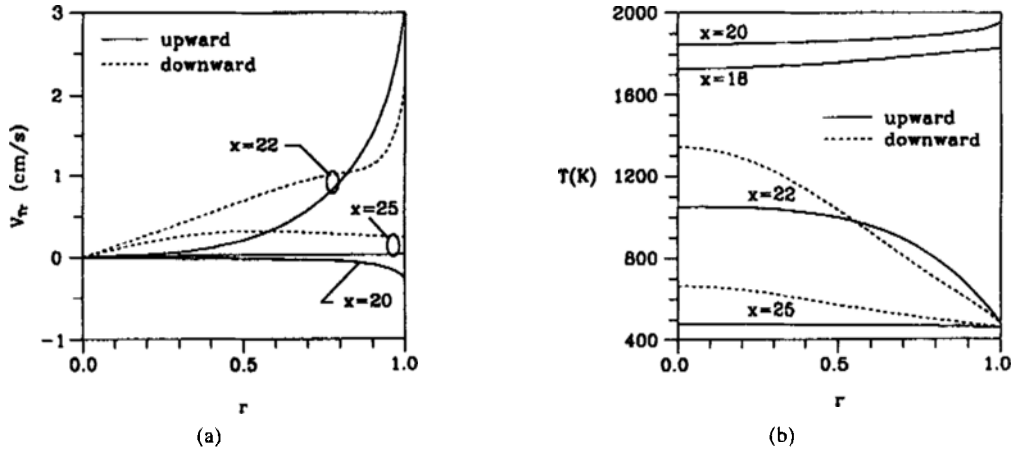 3
upward
downward
2
x=22
1
x=25
0
x=20
-1
0.0
0.5
1.0
V_Tr (cm/s)
r
(a)
2000
x=20
x=18
1600
upward
downward
1200
T(K)
x=22
800
x=25
400
0.0
0.5
1.0
r
(b)